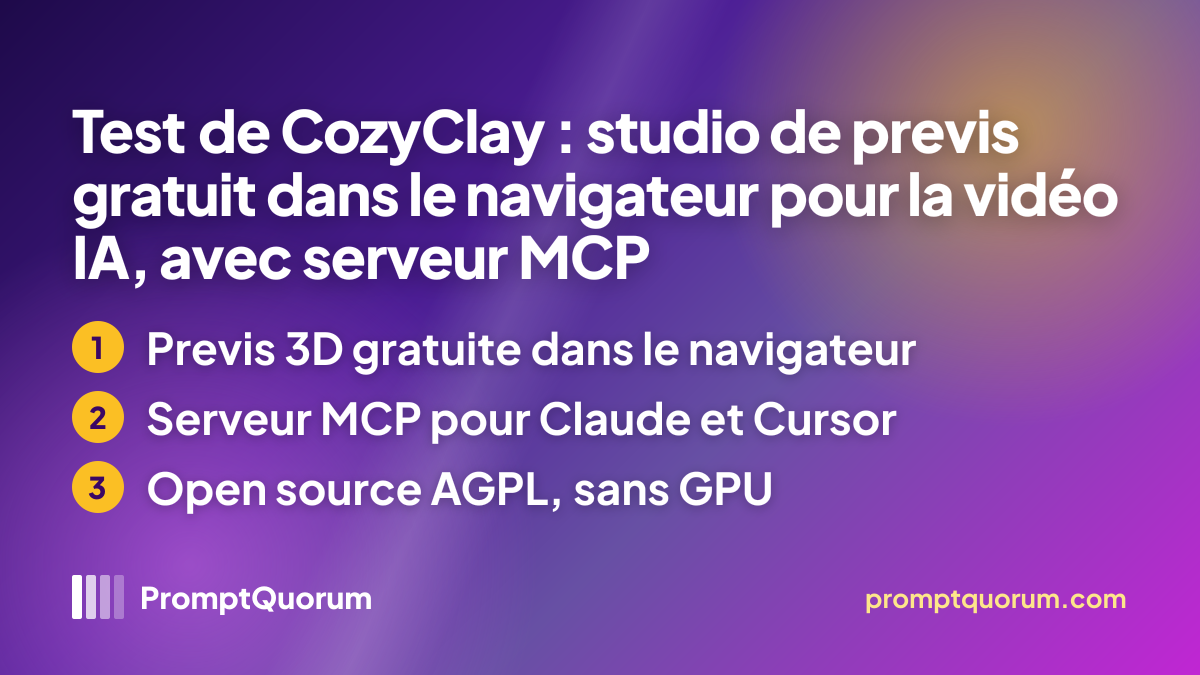 Test de CozyClay : studio de previs
gratuit dans le navigateur pour la vidéo
IA, avec serveur MCP
1 Previs 3D gratuite dans le navigateur
2 Serveur MCP pour Claude et Cursor
3 Open source AGPL, sans GPU
PromptQuorum
promptquorum.com